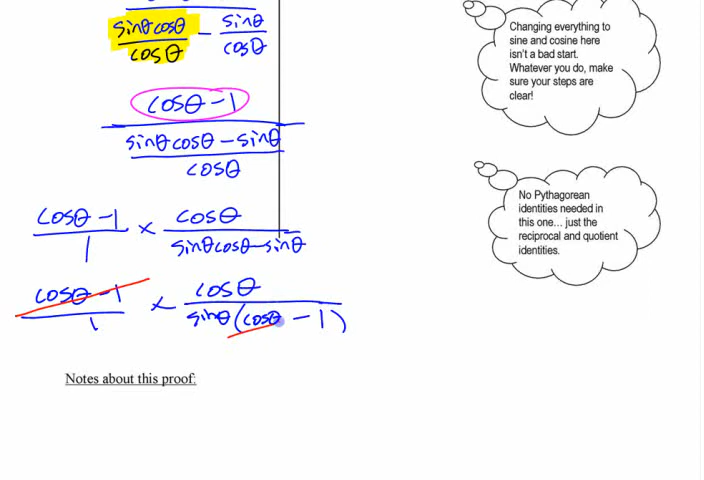 sinθcosθ/cosθ − sinθ/cosθ
cosθ − 1
sinθcosθ − sinθ
cosθ
cosθ − 1/1 × cosθ/sinθcosθ − sinθ
cosθ − 1/1 × cosθ/sinθ(cosθ − 1)
Notes about this proof:
Changing everything to
sine and cosine here
isn't a bad start.
Whatever you do, make
sure your steps are
clear!
No Pythagorean
identities needed in
this one... just the
reciprocal and quotient
identities.